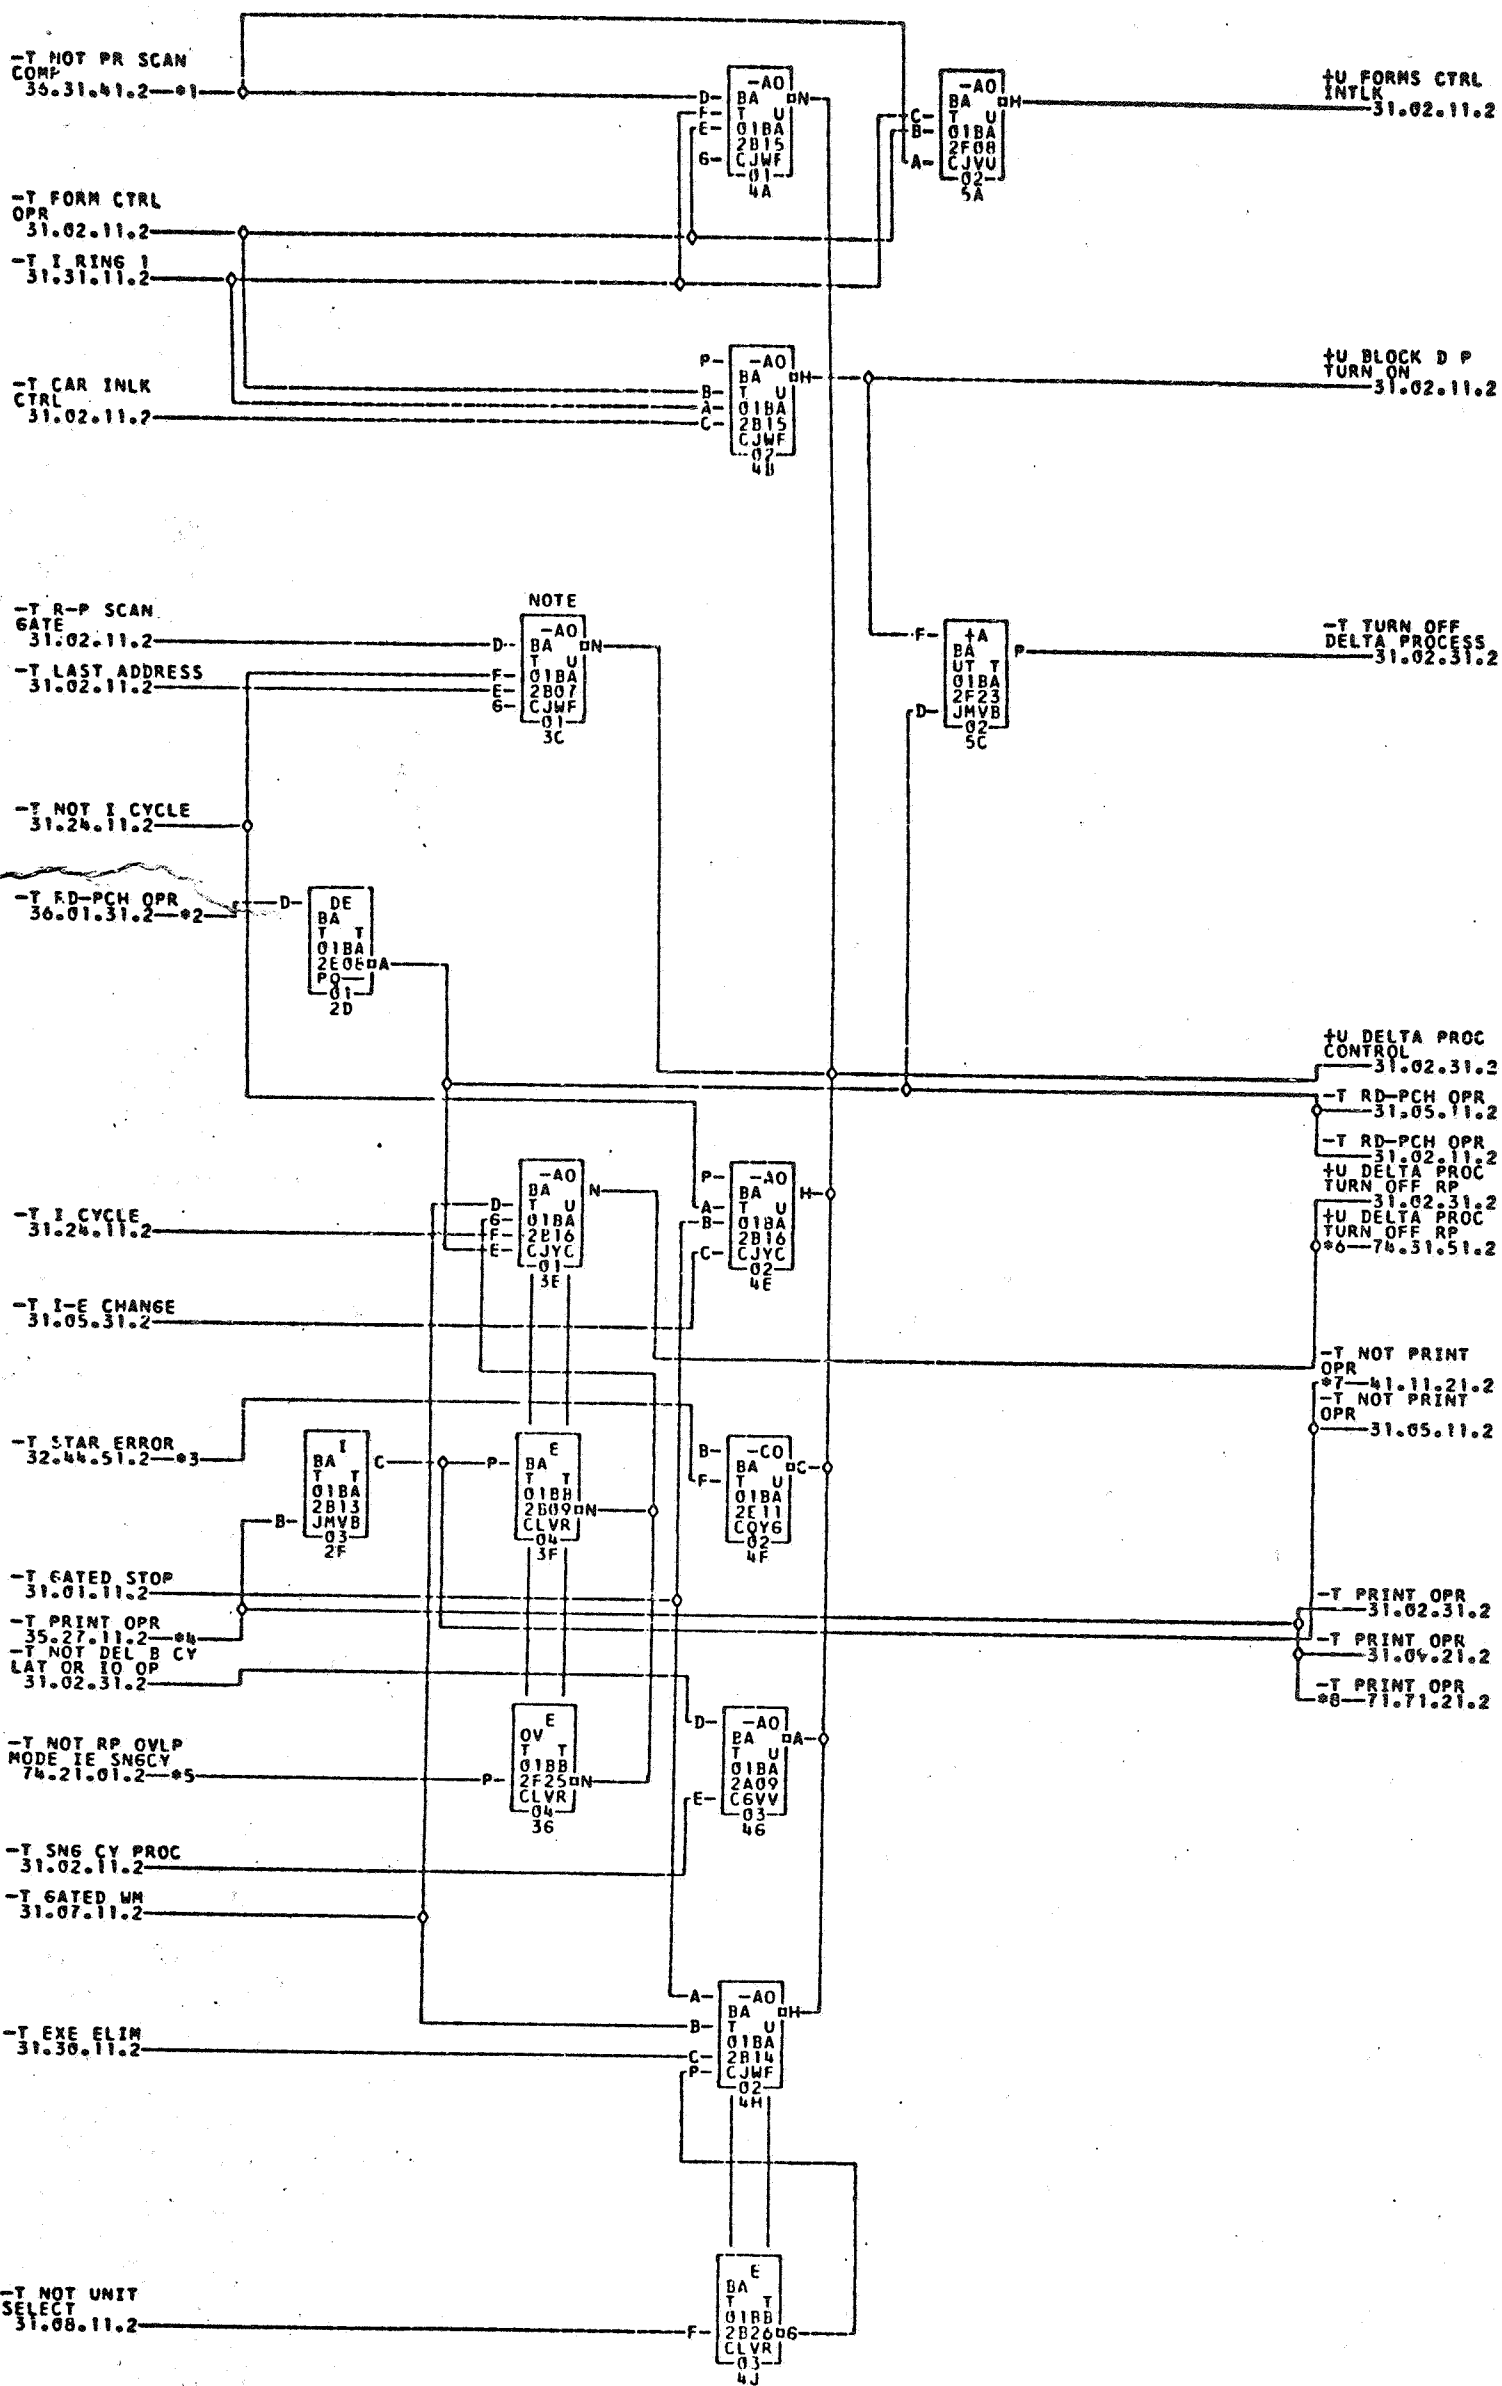 -T NOT PR SCAN
COMP
36.31.41.2—*1
-T FORM CTRL
OPR
31.02.11.2
-T I RING 1
31.31.11.2
-T CAR INLK
CTRL
31.02.11.2
-T R-P SCAN
GATE
31.02.11.2
-T LAST ADDRESS
31.02.11.2
-T NOT I CYCLE
31.24.11.2
-T RD-PCH OPR
36.01.31.2—*2
-T I CYCLE
31.24.11.2
-T I-E CHANGE
31.05.31.2
-T STAR ERROR
32.44.51.2—*3
-T GATED STOP
31.01.11.2
-T PRINT OPR
35.27.11.2—*4
-T NOT DEL B CY
LAT OR IO OP
31.02.31.2
-T NOT RP OVLP
MODE IE SNGCY
74.21.01.2—*5
-T SNG CY PROC
31.02.11.2
-T GATED WM
31.07.11.2
-T EXE ELIM
31.30.11.2
-T NOT UNIT
SELECT
31.08.11.2
D-
DE
BA
T T
01BA
2E08 A
PQ—
01
2D
I
BA C
T T
01BA
2B13
B- JMVB
03
2F
NOTE
-AO
D- BA N
T U
F- 01BA
E- 2B07
G- CJWF
01
3C
-AO
BA N
D- T U
G- 01BA
F- 2B16
E- CJYC
01
3E
E
P- BA
T T
01BB
2B09 N
CLVR
04
3F
E
OV
T T
01BB
P- 2F25 N
CLVR
04
3G
-AO
D- BA N
F- T U
E- 01BA
2B15
G- CJWF
01
4A
P- -AO
BA H
B- T U
A- 01BA
C- 2B15
CJWF
02
4B
P- -AO
BA H
A- T U
B- 01BA
2B16
C- CJYC
02
4E
B- -CO
BA C
F- T U
01BA
2E11
CQYG
02
4F
D- -AO
BA A
T U
01BA
2A09
E- CGVV
03
4G
A- -AO
BA H
B- T U
01BA
C- 2B14
P- CJWF
02
4H
E
BA
T T
01BB
F- 2B26 G
CLVR
03
4J
-AO
BA H
C- T U
B- 01BA
2F08
A- CJVU
02
5A
F- +A
BA P
UT T
01BA
2F23
D- JMVB
02
5C
+U FORMS CTRL
INTLK
31.02.11.2
+U BLOCK D P
TURN ON
31.02.11.2
-T TURN OFF
DELTA PROCESS
31.02.31.2
+U DELTA PROC
CONTROL
31.02.31.2
-T RD-PCH OPR
31.05.11.2
-T RD-PCH OPR
31.02.11.2
+U DELTA PROC
TURN OFF RP
31.02.31.2
+U DELTA PROC
TURN OFF RP
*6—74.31.51.2
-T NOT PRINT
OPR
*7—41.11.21.2
-T NOT PRINT
OPR
31.05.11.2
-T PRINT OPR
31.02.31.2
-T PRINT OPR
-T PRINT OPR
*8—71.71.21.2